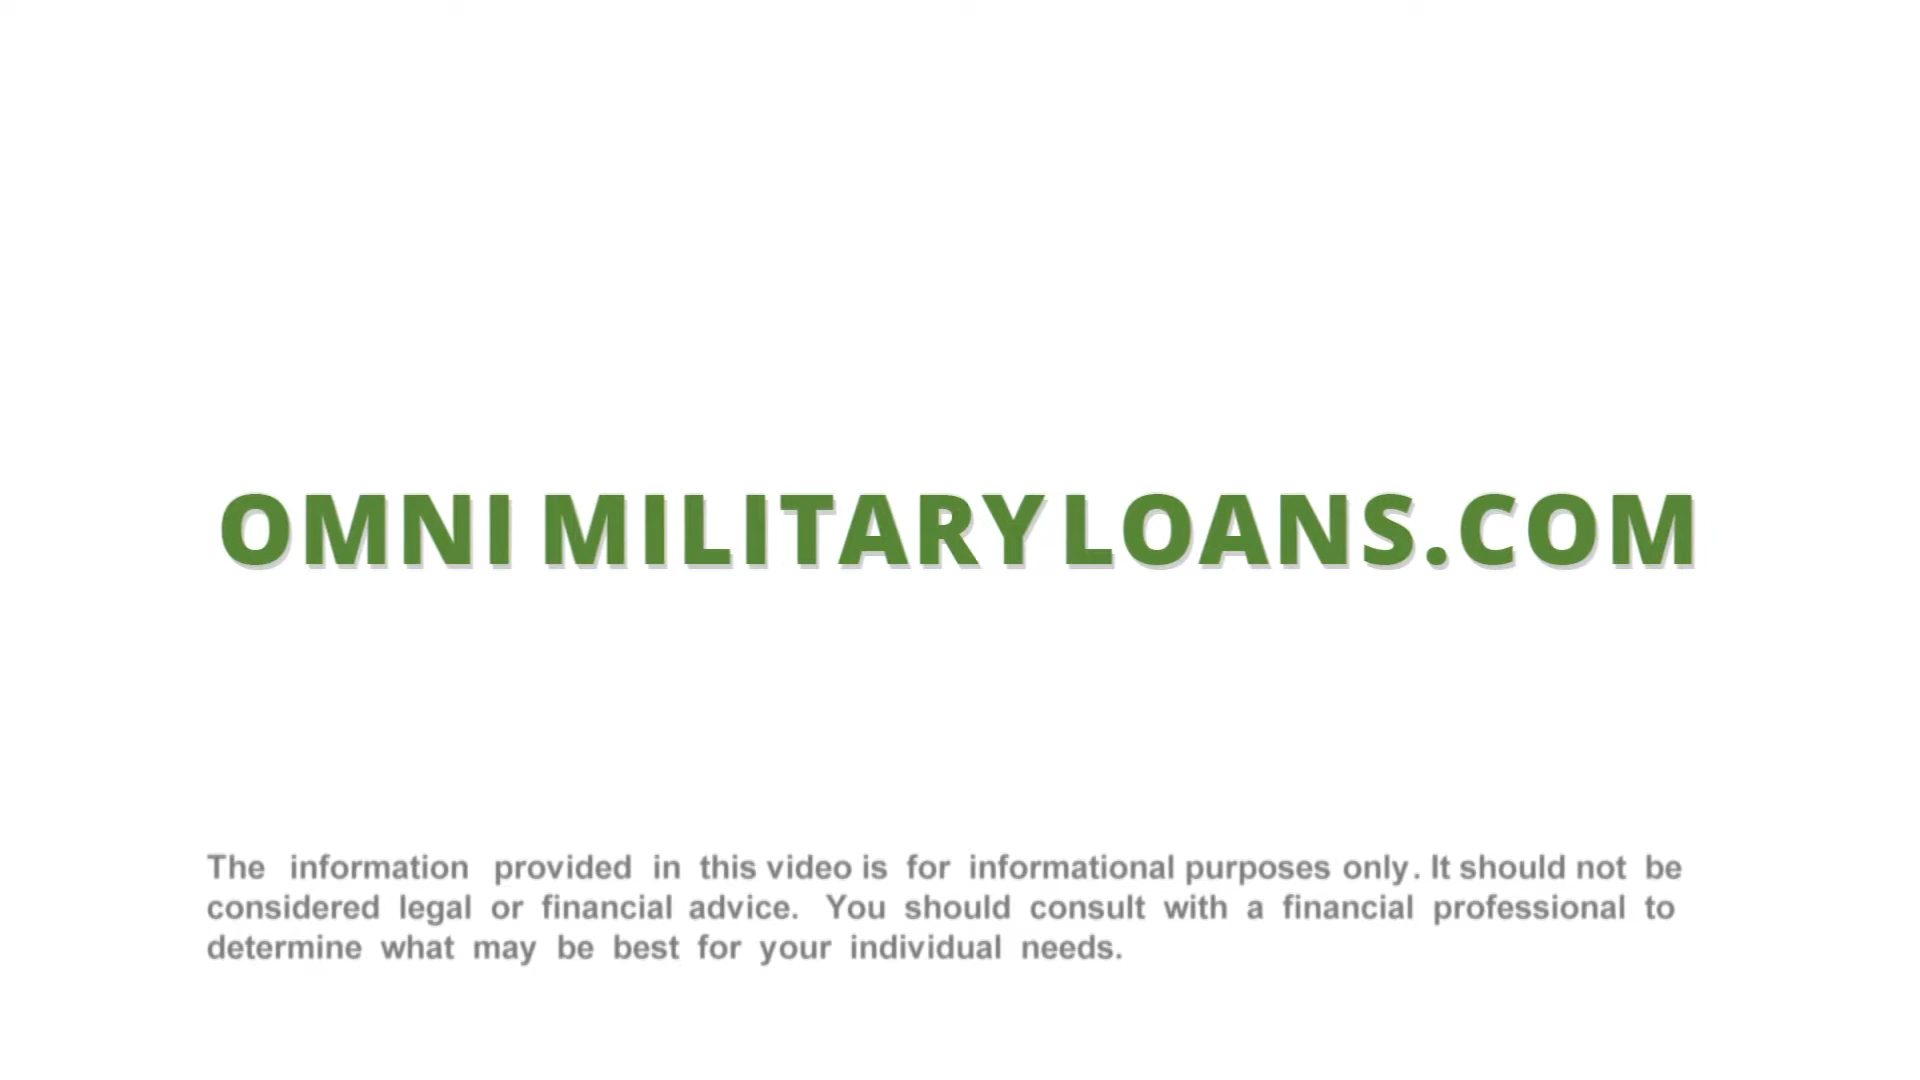 OMNI MILITARY LOANS.COM
The information provided in this video is for informational purposes only. It should not be
considered legal or financial advice. You should consult with a financial professional to
determine what may be best for your individual needs.